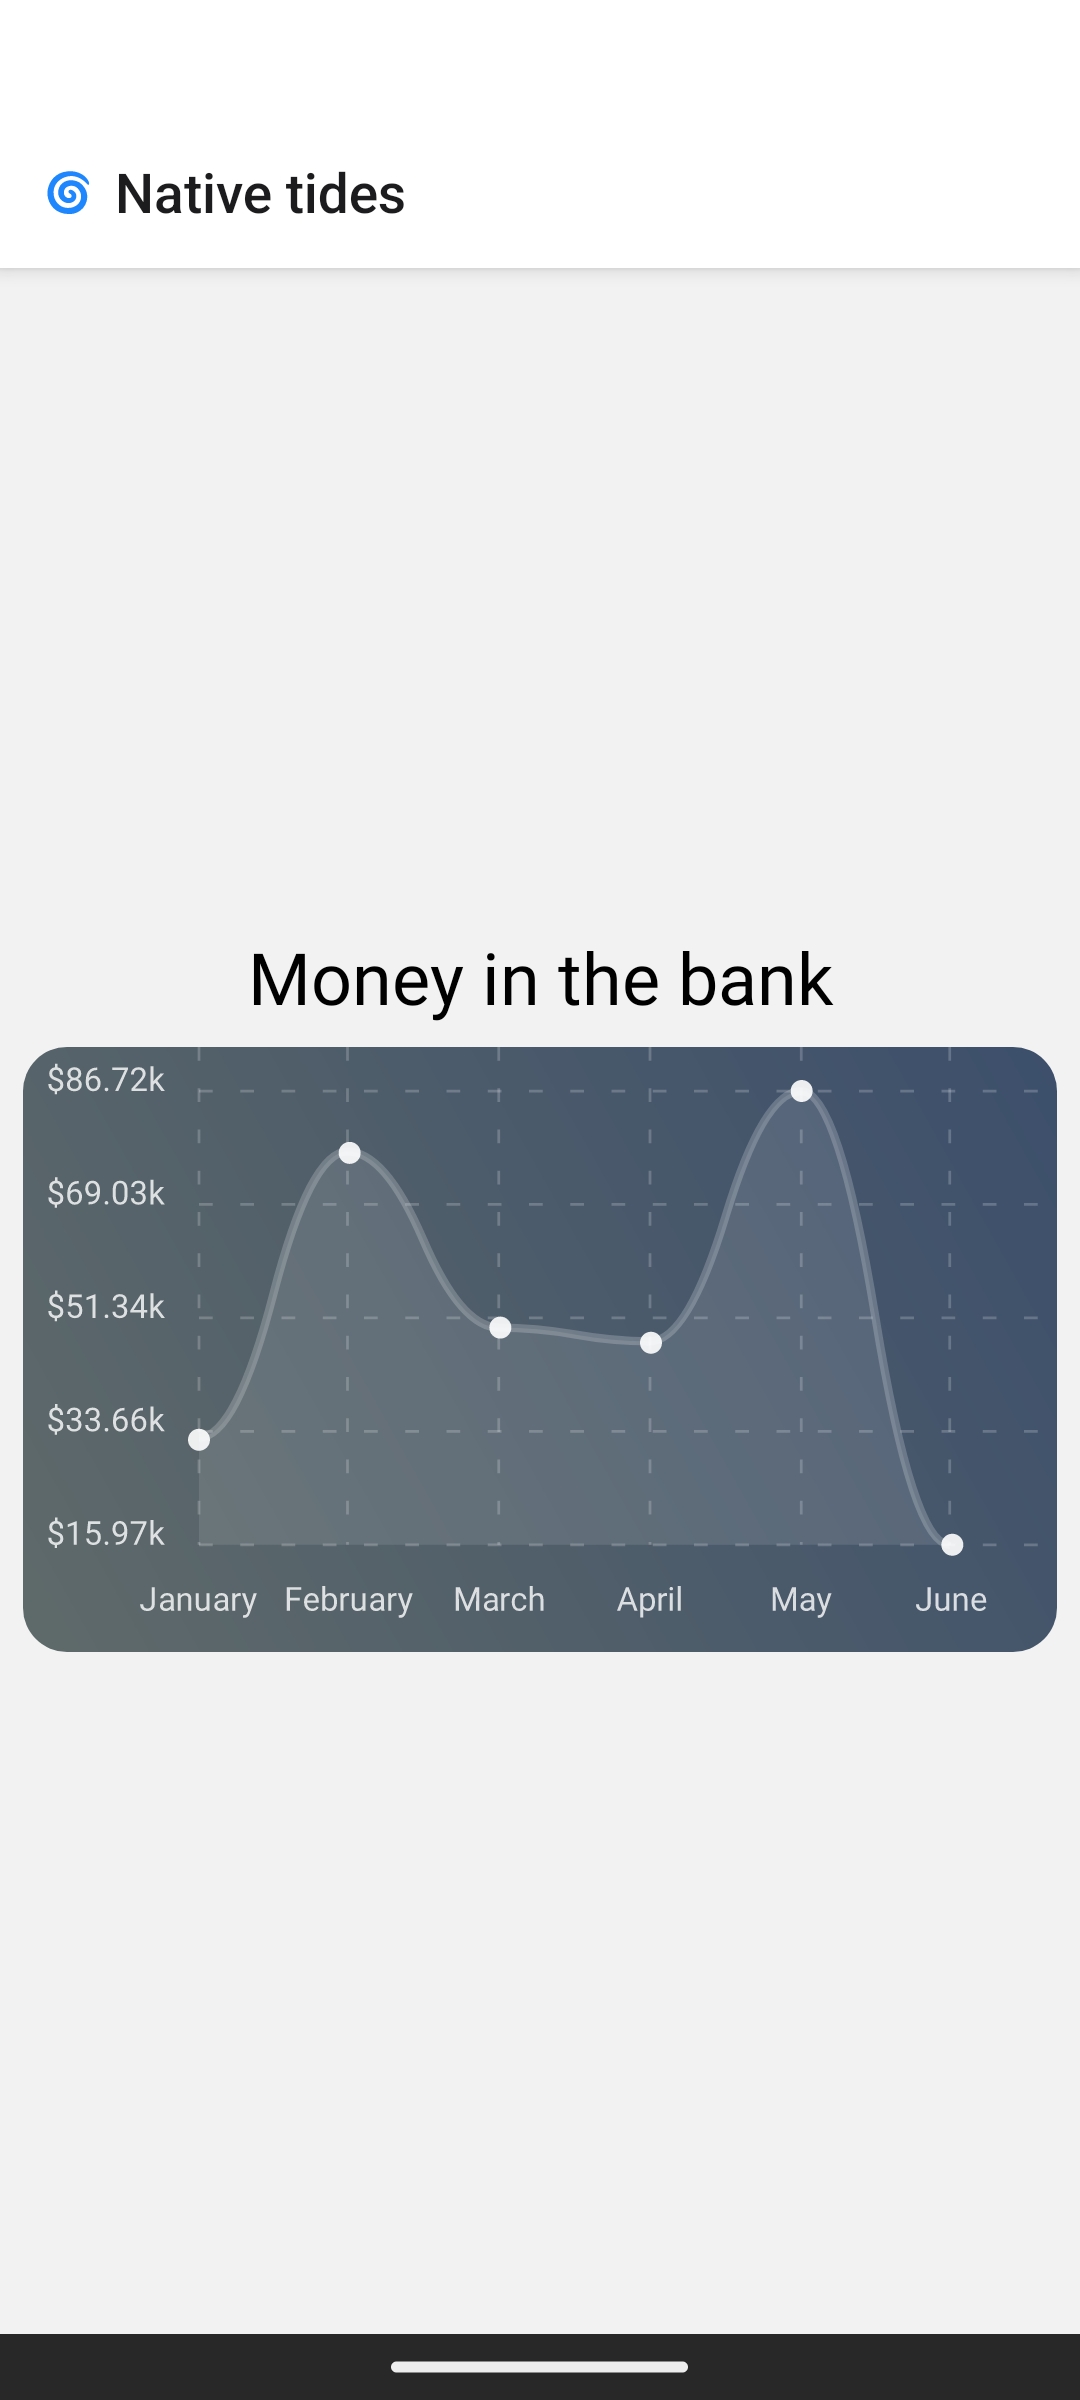 Native tides
Money in the bank
$86.72k
$69.03k
$51.34k
$33.66k
$15.97k
January February March April May June